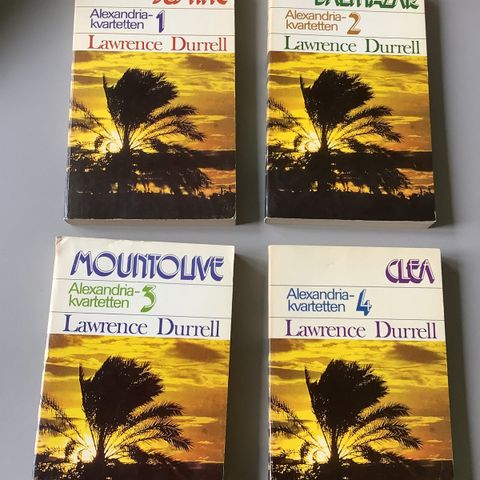 Alexandria-
kvartetten 1
Lawrence Durrell
BALTHAZAR
Alexandria-
kvartetten 2
Lawrence Durrell
MOUNTOLIVE
Alexandria-
kvartetten 3
Lawrence Durrell
CLEA
Alexandria-
kvartetten 4
Lawrence Durrell